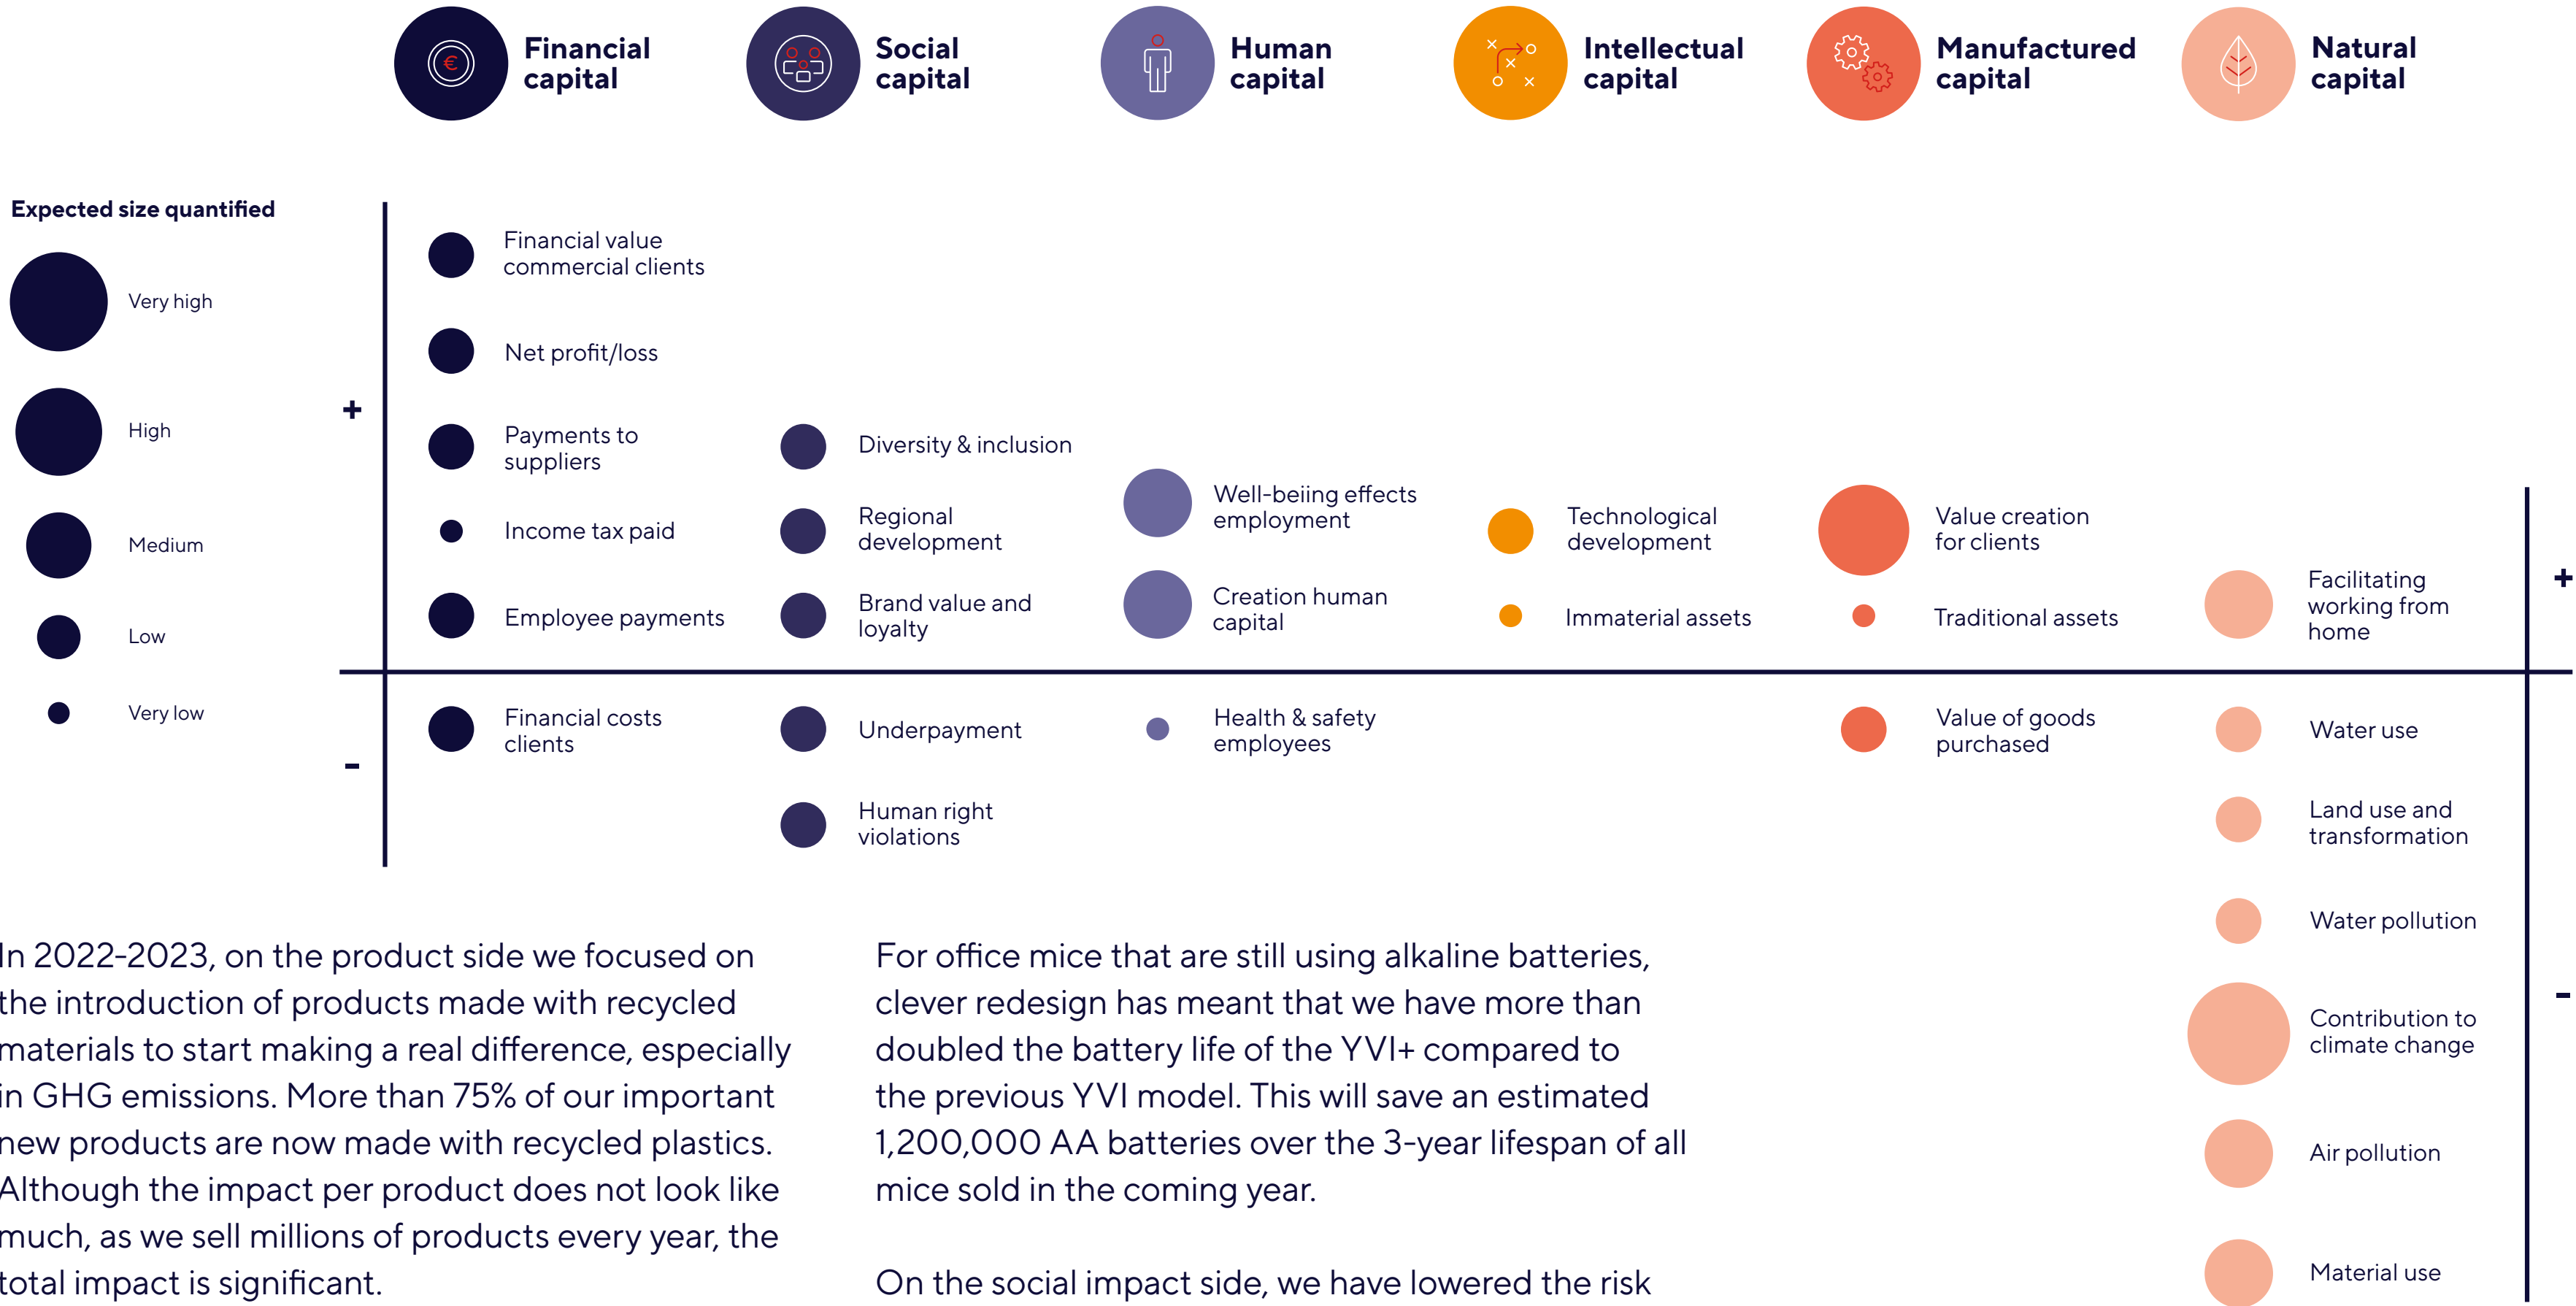 Financial
capital
Social
capital
Human
capital
Intellectual
capital
Manufactured
capital
Natural
capital
Expected size quantified
Very high
High
Medium
Low
Very low
+
-
Financial value
commercial clients
Net profit/loss
Payments to
suppliers
Income tax paid
Employee payments
Financial costs
clients
Diversity & inclusion
Regional
development
Brand value and
loyalty
Underpayment
Human right
violations
Well-beiing effects
employment
Creation human
capital
Health & safety
employees
Technological
development
Immaterial assets
Value creation
for clients
Traditional assets
Value of goods
purchased
Facilitating
working from
home
Water use
Land use and
transformation
Water pollution
Contribution to
climate change
Air pollution
Material use
+
-
In 2022-2023, on the product side we focused on
the introduction of products made with recycled
materials to start making a real difference, especially
in GHG emissions. More than 75% of our important
new products are now made with recycled plastics.
Although the impact per product does not look like
much, as we sell millions of products every year, the
total impact is significant.
For office mice that are still using alkaline batteries,
clever redesign has meant that we have more than
doubled the battery life of the YVI+ compared to
the previous YVI model. This will save an estimated
1,200,000 AA batteries over the 3-year lifespan of all
mice sold in the coming year.
On the social impact side, we have lowered the risk